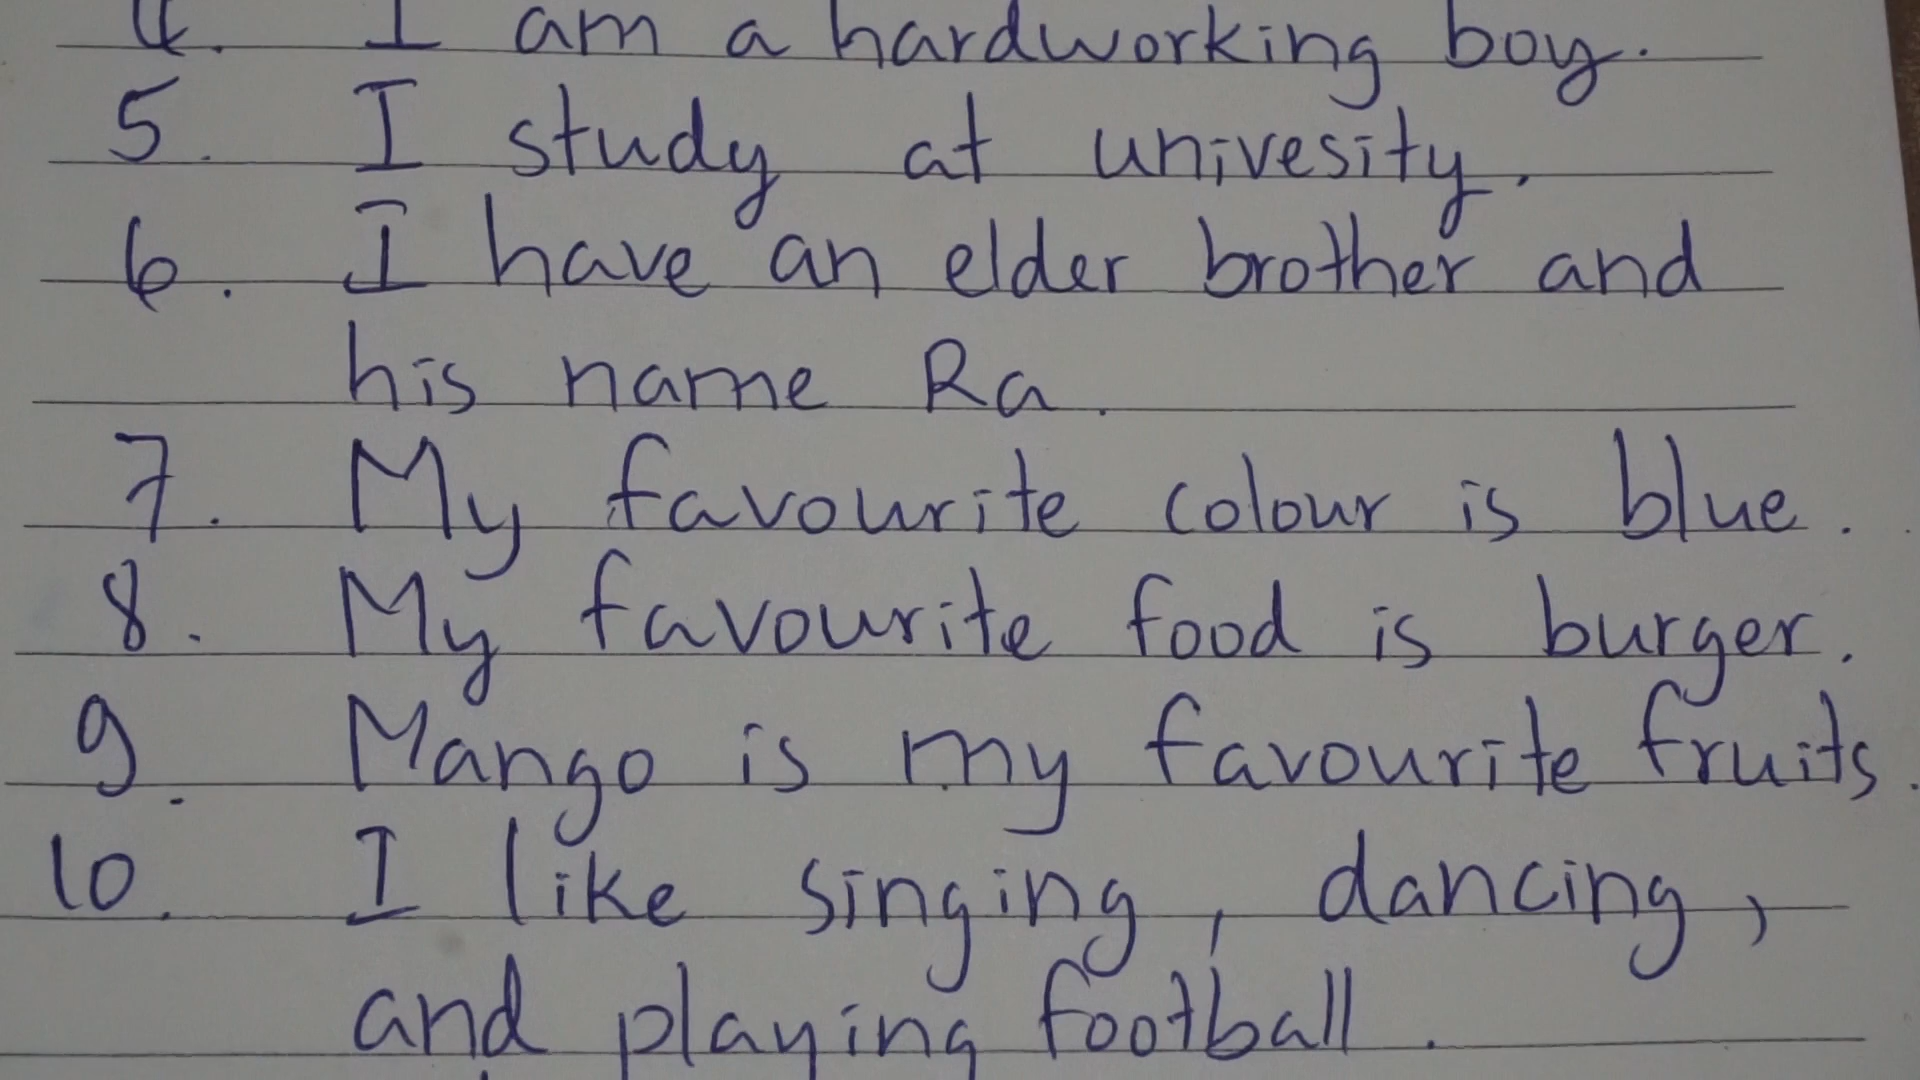 4. I am a hardworking boy.
5. I study at univesity.
6. I have an elder brother and
his name Ra.
7. My favourite colour is blue.
8. My favourite food is burger.
9. Mango is my favourite fruits.
10. I like singing, dancing,
and playing football.